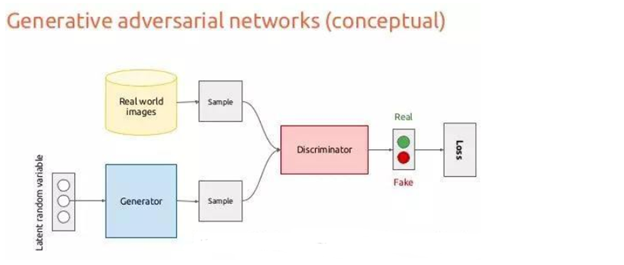 Generative adversarial networks (conceptual)
Real world
images
Sample
Real
Discriminator
Loss
Fake
Latent random variable
Generator
Sample